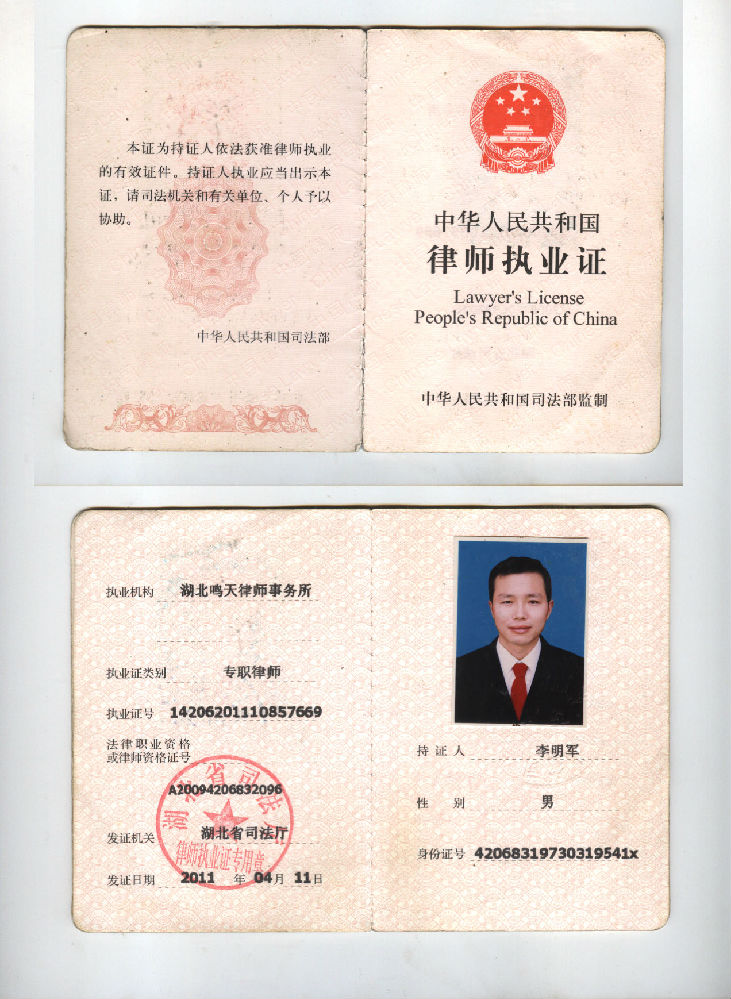 本证为持证人依法获准律师执业
的有效证件。持证人执业应当出示本
证，请司法机关和有关单位、个人予以
协助。
中华人民共和国司法部
中华人民共和国
律师执业证
Lawyer's License
People's Republic of China
中华人民共和国司法部监制
执业机构 湖北鸣天律师事务所
执业证类别 专职律师
执业证号 14206201110857669
法律职业资格
或律师资格证号
A20094206832096
发证机关 湖北省司法厅
发证日期 2011 年 04 月 11 日
湖北省司法厅
律师执业证专用章
持证人 李明军
性别 男
身份证号 42068319730319541x